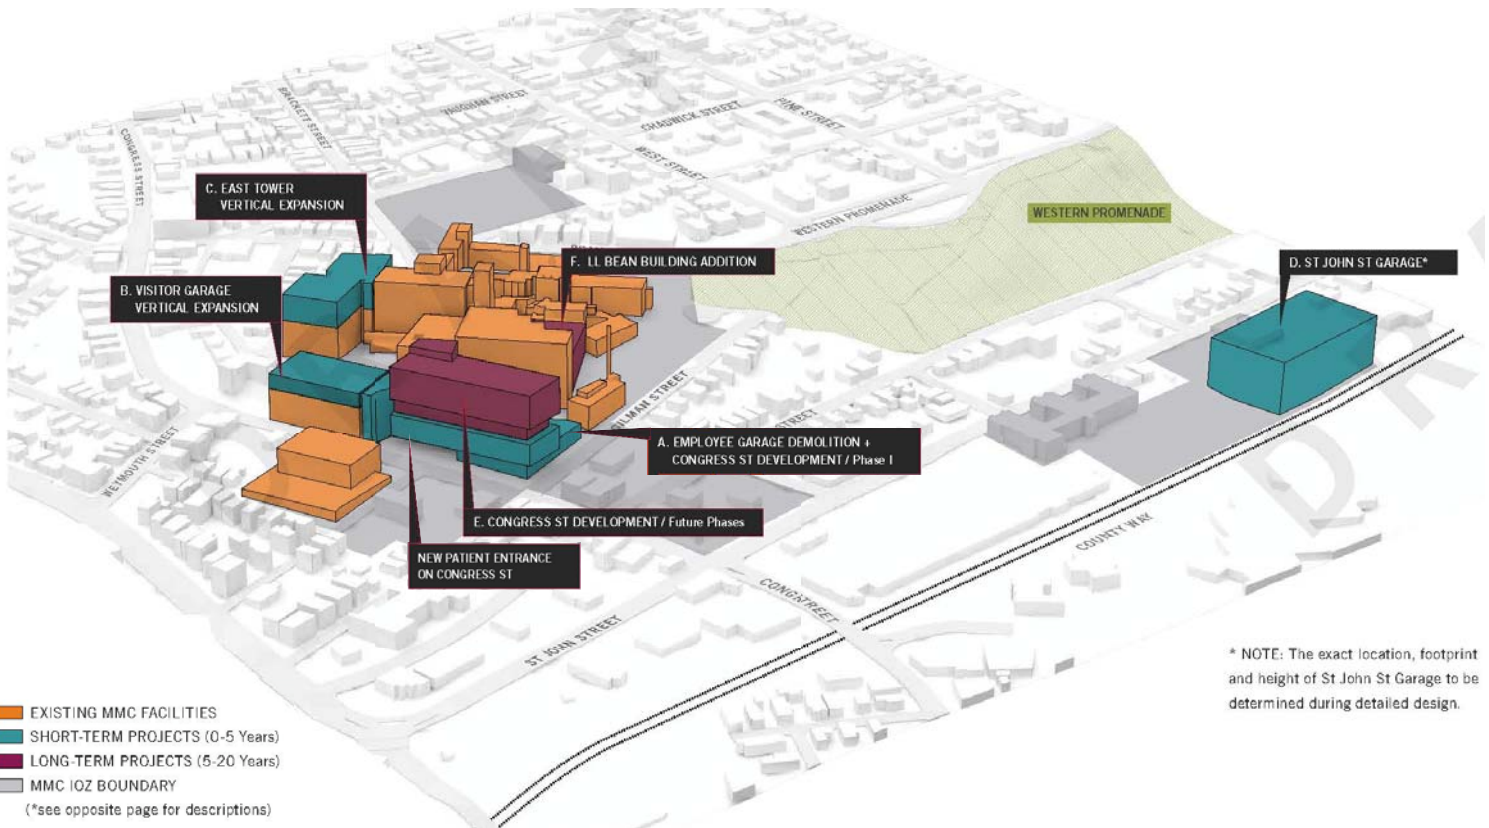 VAUGHAN STREET
BRACKETT STREET
CHADWICK STREET
PINE STREET
CONGRESS STREET
WEST STREET
C. EAST TOWER
VERTICAL EXPANSION
WESTERN PROMENADE
WESTERN PROMENADE
F. LL BEAN BUILDING ADDITION
D. ST JOHN ST GARAGE*
B. VISITOR GARAGE
VERTICAL EXPANSION
GILMAN STREET
STREET
WEYMOUTH STREET
A. EMPLOYEE GARAGE DEMOLITION +
CONGRESS ST DEVELOPMENT / Phase I
E. CONGRESS ST DEVELOPMENT / Future Phases
NEW PATIENT ENTRANCE
ON CONGRESS ST
COUNTY WAY
ST JOHN STREET
* NOTE: The exact location, footprint
and height of St John St Garage to be
determined during detailed design.
EXISTING MMC FACILITIES
SHORT-TERM PROJECTS (0-5 Years)
LONG-TERM PROJECTS (5-20 Years)
MMC IOZ BOUNDARY
(*see opposite page for descriptions)